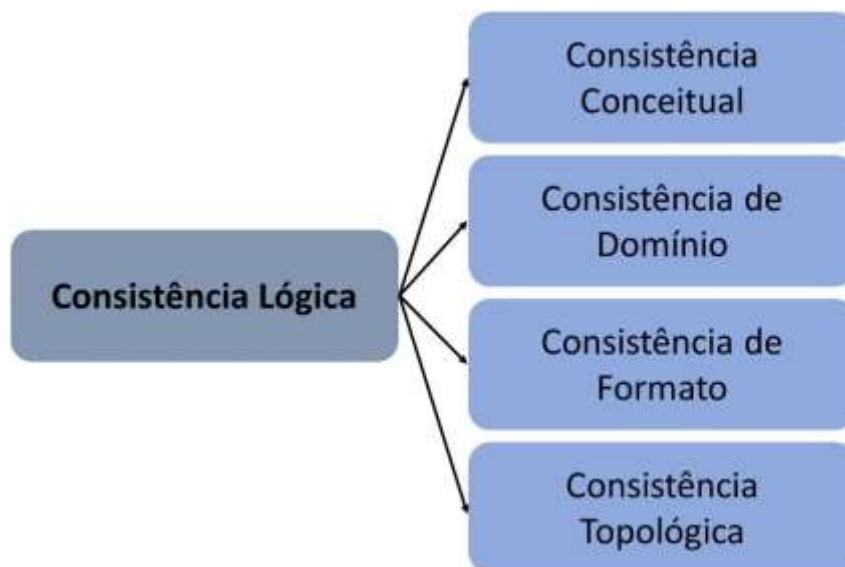 Consistência
Conceitual
Consistência de
Domínio
Consistência Lógica
Consistência de
Formato
Consistência
Topológica